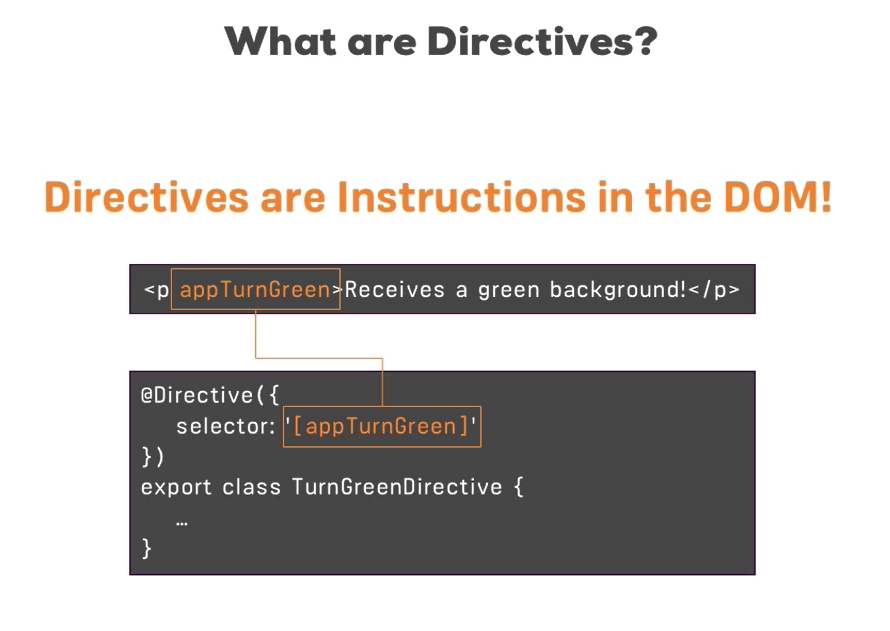 What are Directives?
Directives are Instructions in the DOM!
<p appTurnGreen>Receives a green background!</p>
@Directive({
selector: '[appTurnGreen]'
})
export class TurnGreenDirective {
…
}